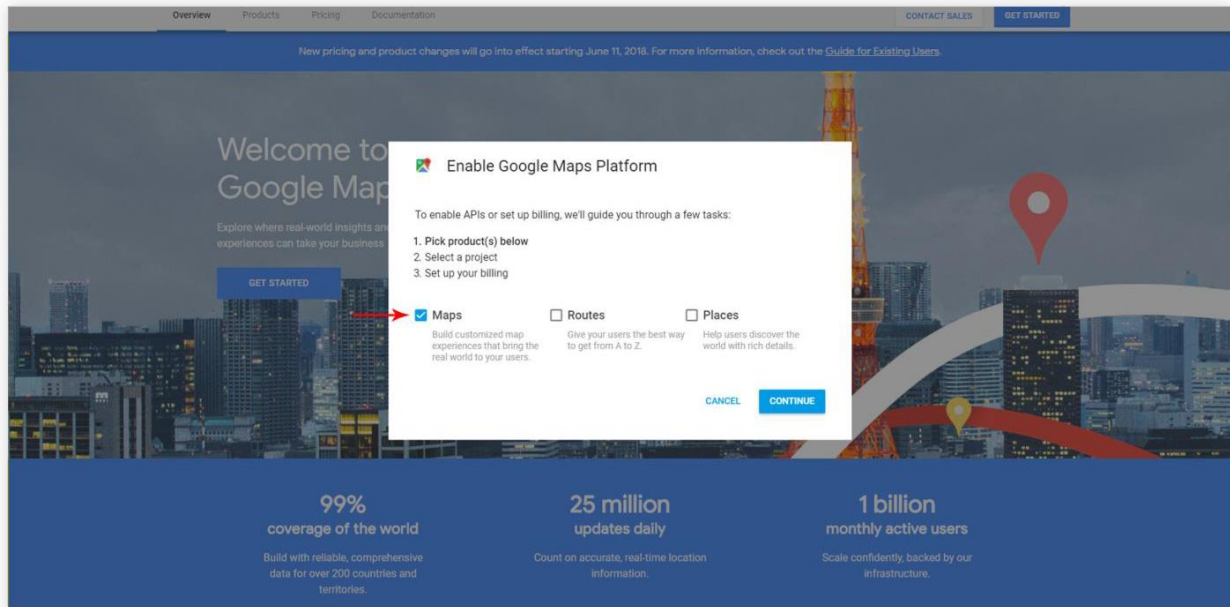 Overview Products Pricing Documentation CONTACT SALES GET STARTED
New pricing and product changes will go into effect starting June 11, 2018. For more information, check out the Guide for Existing Users.
Welcome to
Google Map
Explore where real-world insights an
experiences can take your business
GET STARTED
Enable Google Maps Platform
To enable APIs or set up billing, we'll guide you through a few tasks:
1. Pick product(s) below
2. Select a project
3. Set up your billing
Maps
Build customized map
experiences that bring the
real world to your users.
Routes
Give your users the best way
to get from A to Z.
Places
Help users discover the
world with rich details.
CANCEL CONTINUE
99%
coverage of the world
Build with reliable, comprehensive
data for over 200 countries and
territories.
25 million
updates daily
Count on accurate, real-time location
information.
1 billion
monthly active users
Scale confidently, backed by our
infrastructure.